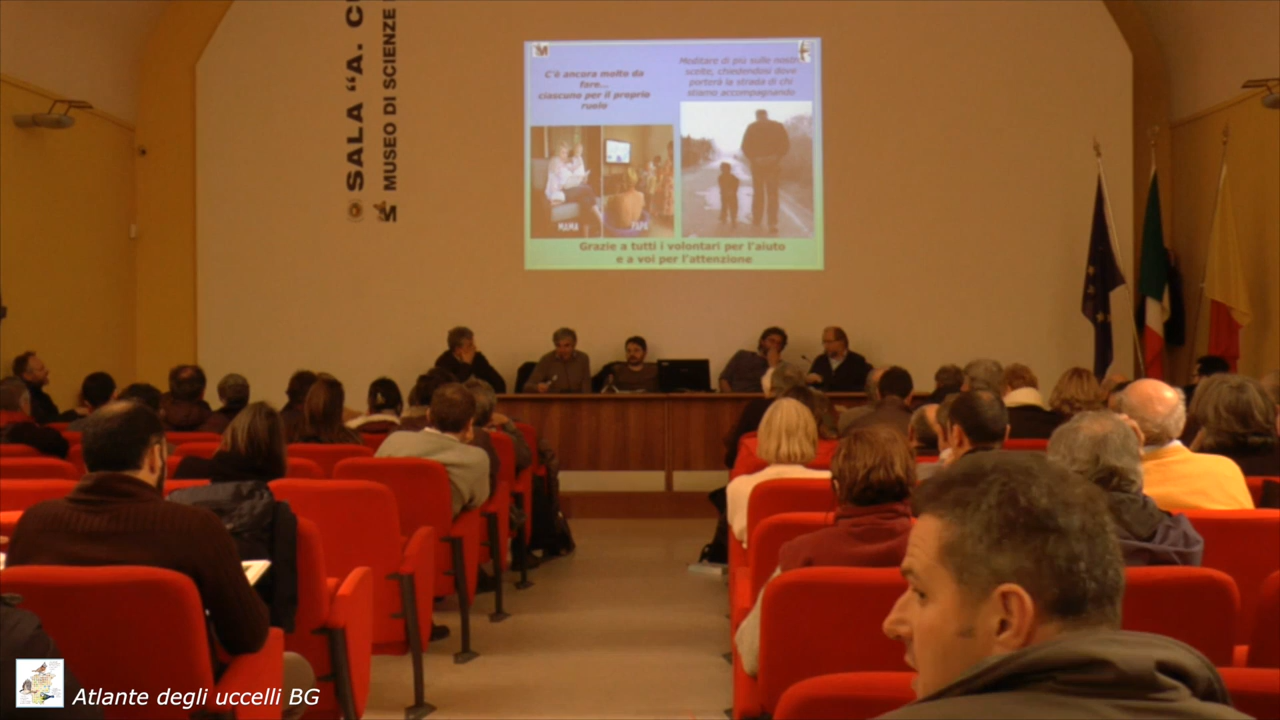 SALA “A. C
MUSEO DI SCIENZE
C'è ancora molto da
fare...
ciascuno per il proprio
ruolo
Meditare di più sulle nostre
scelte, chiedendosi dove
porterà la strada di chi
stiamo accompagnando
MAMA
PAPA
Grazie a tutti i volontari per l'aiuto
e a voi per l'attenzione
Atlante degli uccelli BG